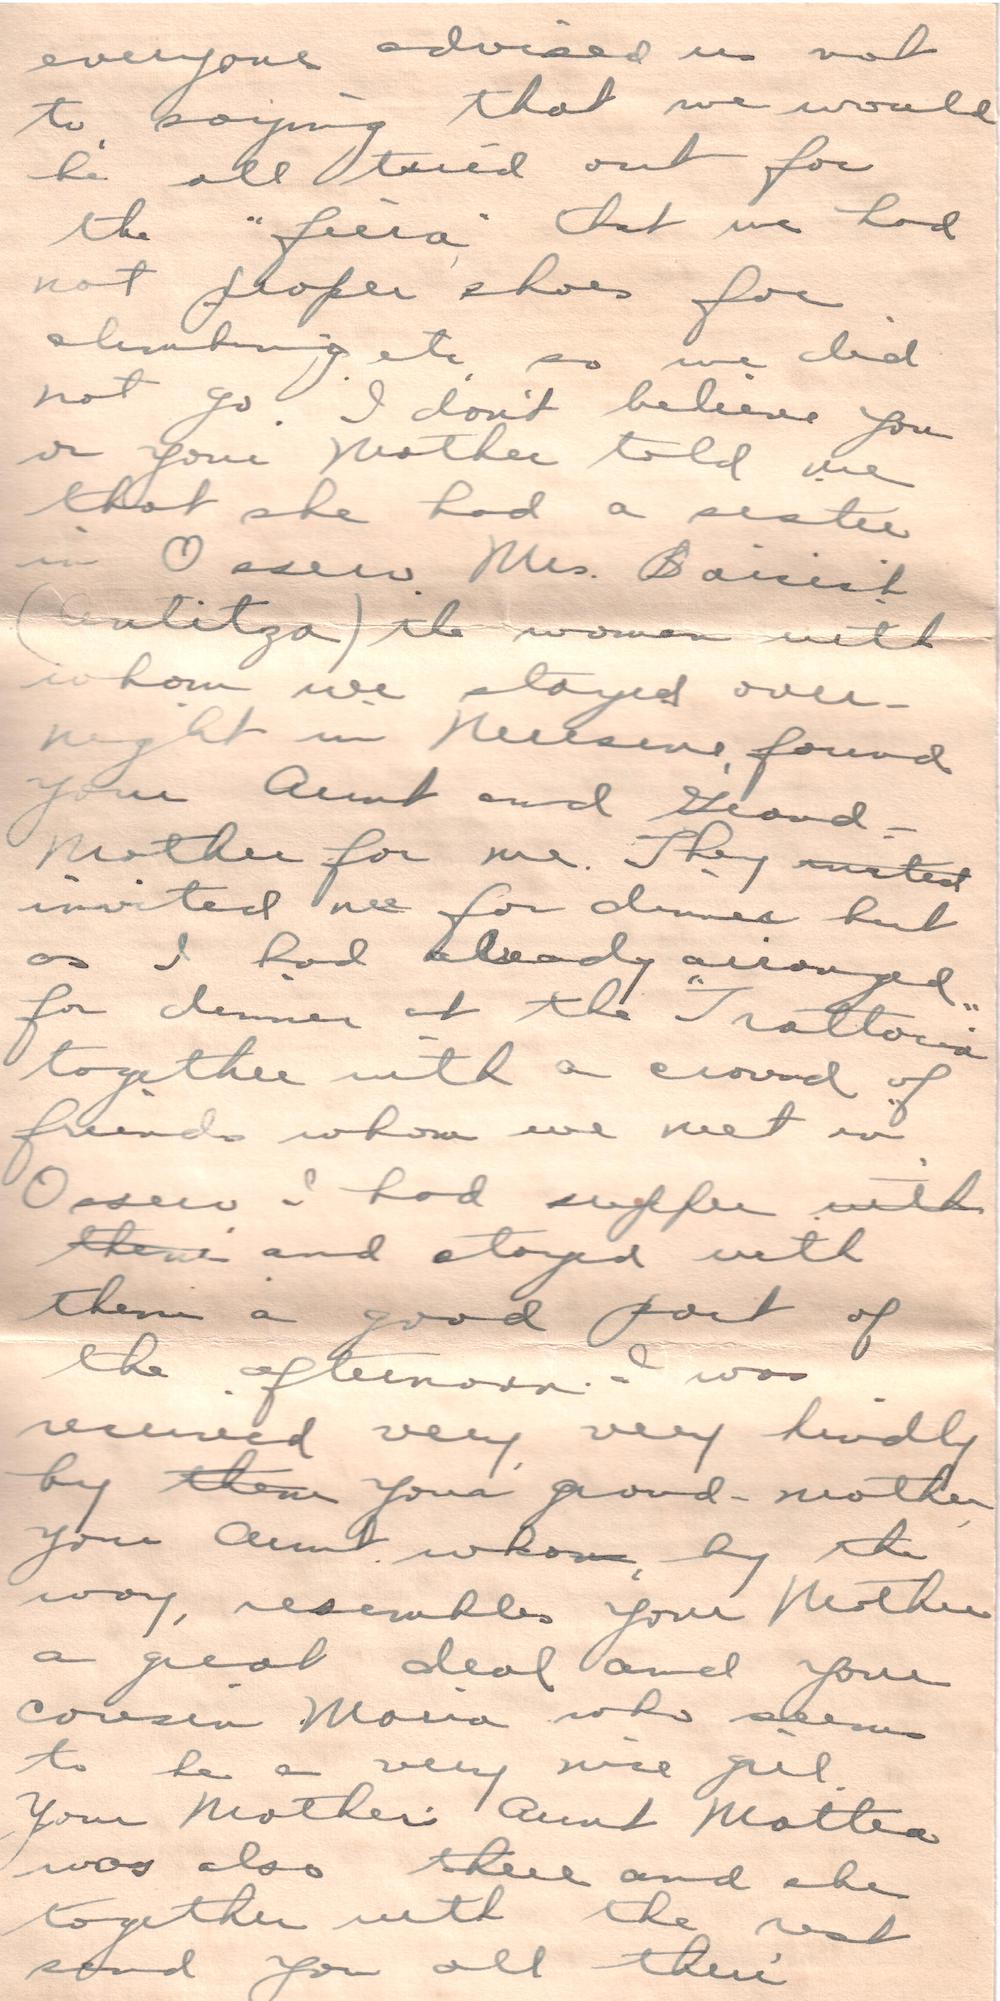 everyone advised us not
to, saying that we would
be all tired out for
the "fiera", that we had
not proper shoes for
climbing etc, so we did
not go. I don't believe you
or your Mother told me
that she had a sister
in Ossero. Mrs.
(Antitza) the woman with
whom we stayed over-
night in Neresine, found
your Aunt and Grand-
Mother for me. They invited
invited me for dinner but
as I had already arranged
for dinner at the "Trattoria"
together with a crowd of
friends whom we met in
Ossero I had supper with
them and stayed with
them a good part of
the afternoon. I was
received very, very kindly
by them your grand-mother,
your Aunt whom, by the
way, resembles your Mother
a great deal and your
cousin Maria who seems
to be a very nice girl.
Your Mother's Aunt Mattea
was also there and she
together with the rest
send you all their